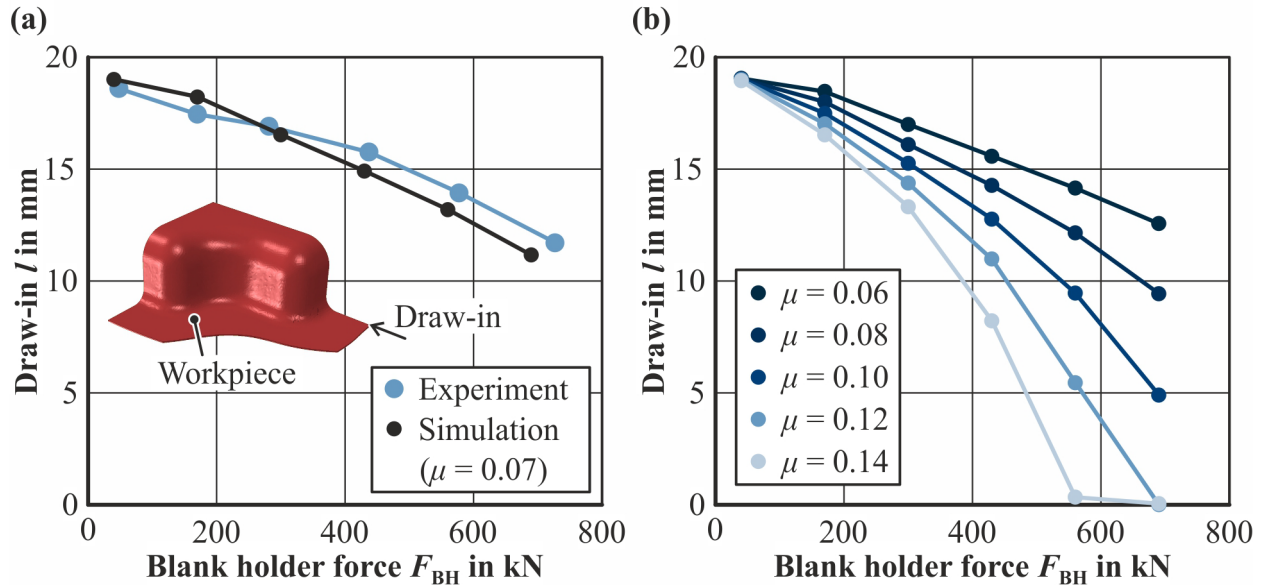 (a)
Draw-in l in mm
20
15
10
5
0
0 200 400 600 800
Blank holder force F_BH in kN
Draw-in
Workpiece
Experiment
Simulation
(μ = 0.07)
(b)
Draw-in l in mm
20
15
10
5
0
0 200 400 600 800
Blank holder force F_BH in kN
μ = 0.06
μ = 0.08
μ = 0.10
μ = 0.12
μ = 0.14